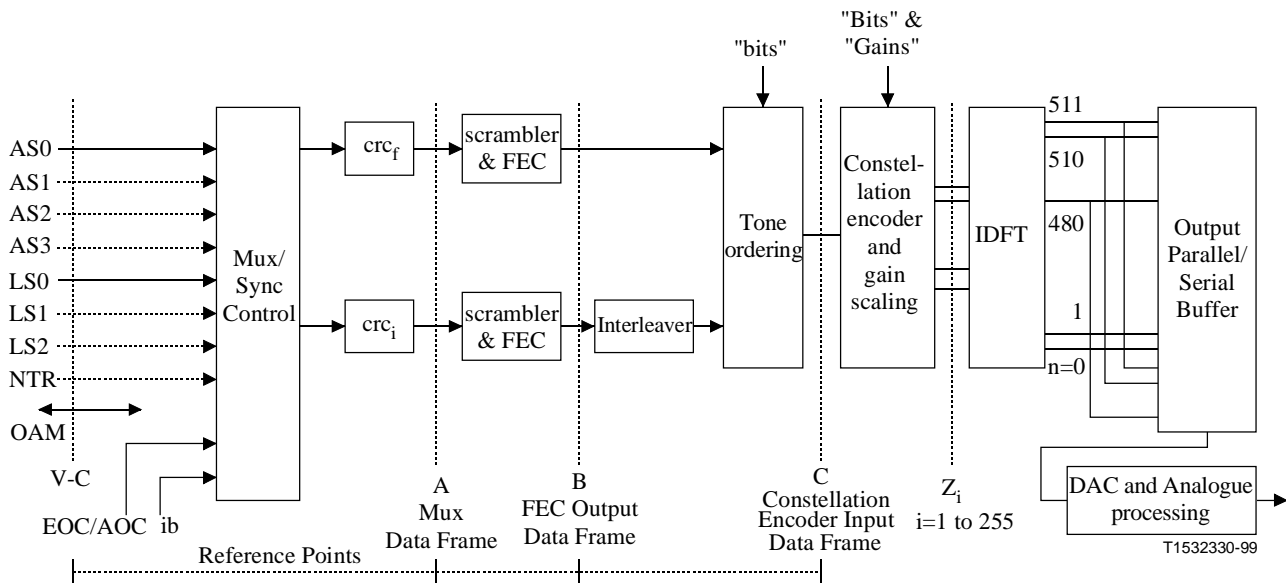 "bits"
"Bits" &
"Gains"
AS0
AS1
AS2
AS3
LS0
LS1
LS2
NTR
OAM
V-C
EOC/AOC
ib
Mux/
Sync
Control
crcf
crci
scrambler
& FEC
scrambler
& FEC
Interleaver
Tone
ordering
Constel-
lation
encoder
and
gain
scaling
IDFT
511
510
480
1
n=0
Output
Parallel/
Serial
Buffer
DAC and Analogue
processing
A
Mux
Data Frame
B
FEC Output
Data Frame
C
Constellation
Encoder Input
Data Frame
Zi
i=1 to 255
Reference Points
T1532330-99